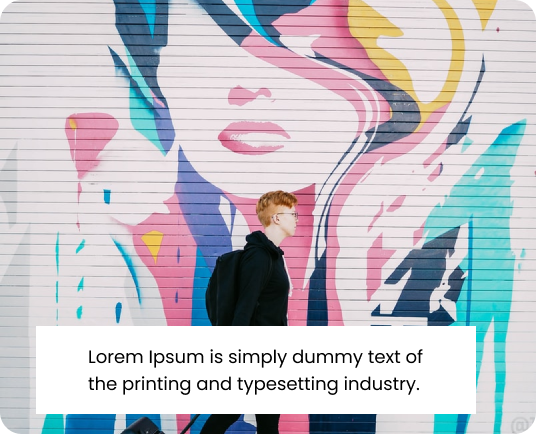 Lorem Ipsum is simply dummy text of
the printing and typesetting industry.